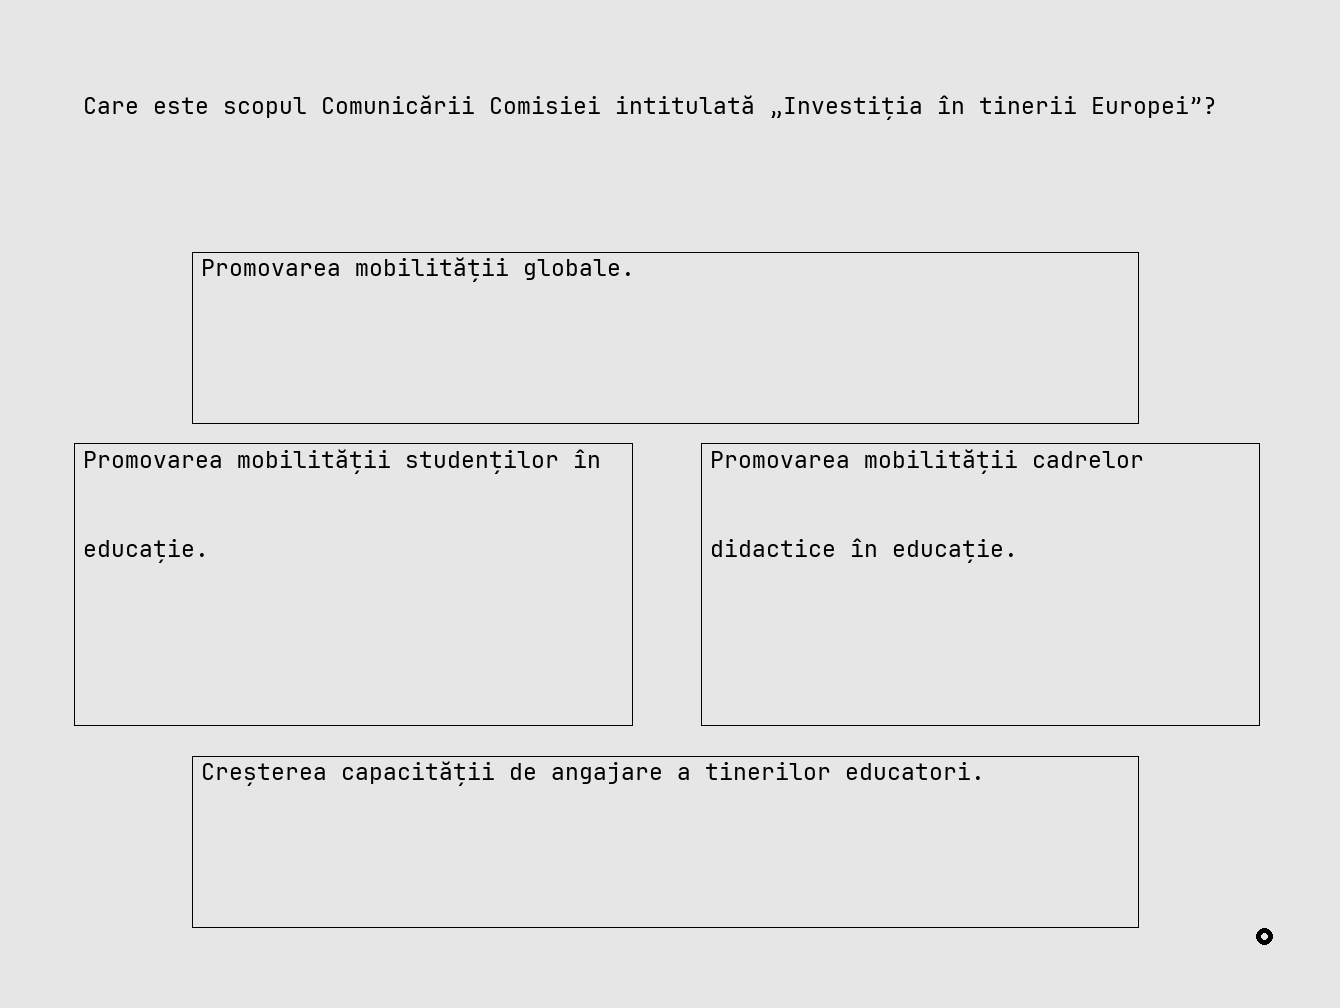 Care este scopul Comunicării Comisiei intitulată „Investiția în tinerii Europei”?
Promovarea mobilității globale.
Promovarea mobilității studenților în
educație.
Promovarea mobilității cadrelor
didactice în educație.
Creșterea capacității de angajare a tinerilor educatori.